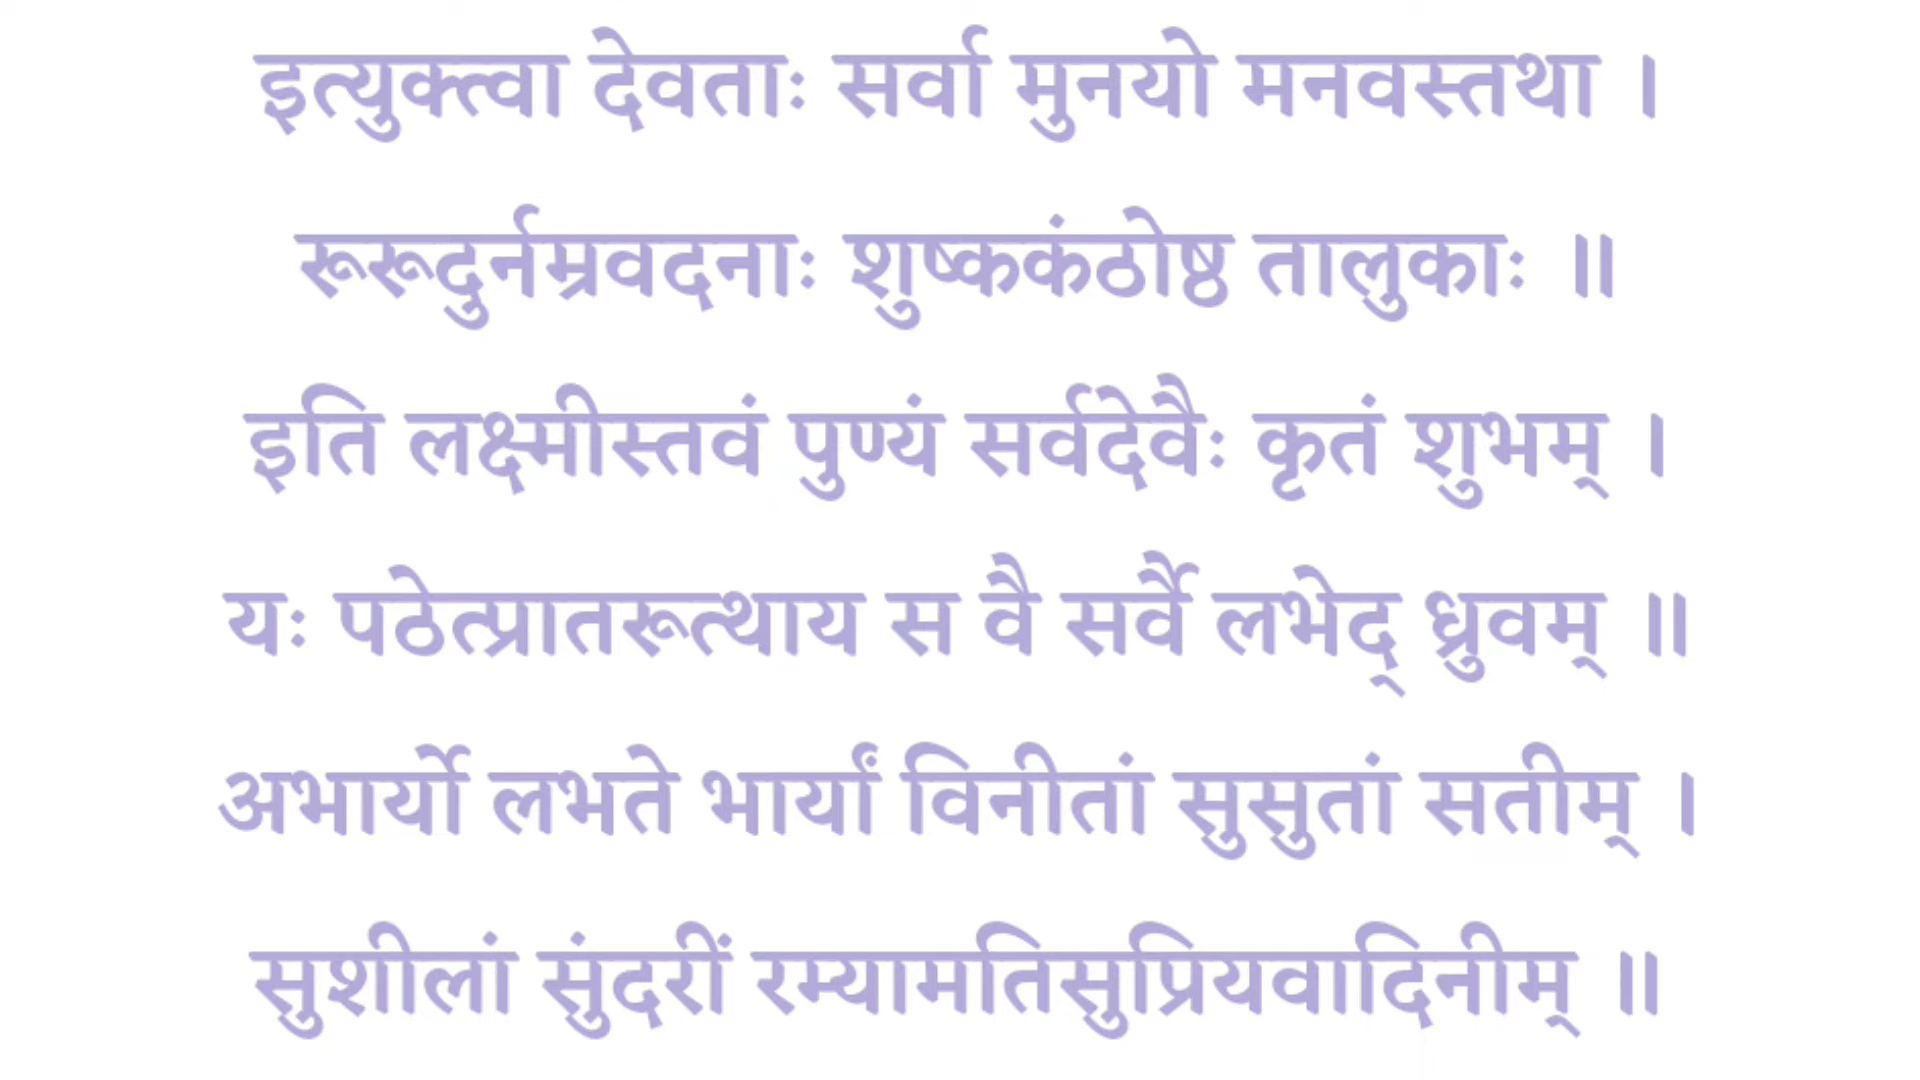 इत्युक्त्वा देवताः सर्वा मुनयो मनवस्तथा ।
रूरूदुर्नम्रवदनाः शुष्ककंठोष्ठ तालुकाः ॥
इति लक्ष्मीस्तवं पुण्यं सर्वदेवैः कृतं शुभम् ।
यः पठेत्प्रातरूत्थाय स वै सर्वै लभेद् ध्रुवम् ॥
अभार्यो लभते भार्यां विनीतां सुसुतां सतीम् ।
सुशीलां सुंदरीं रम्यामतिसुप्रियवादिनीम् ॥